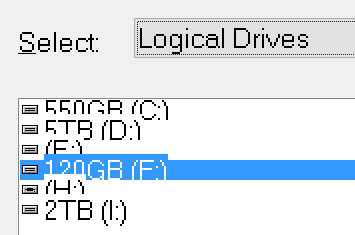 Select: Logical Drives
550GB (C:)
5TB (D:)
(E:)
120GB (F:)
(H:)
2TB (I:)